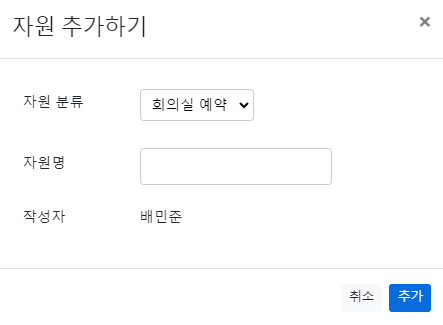 자원 추가하기 ×
자원 분류 회의실 예약
자원명
작성자 배민준
취소 추가